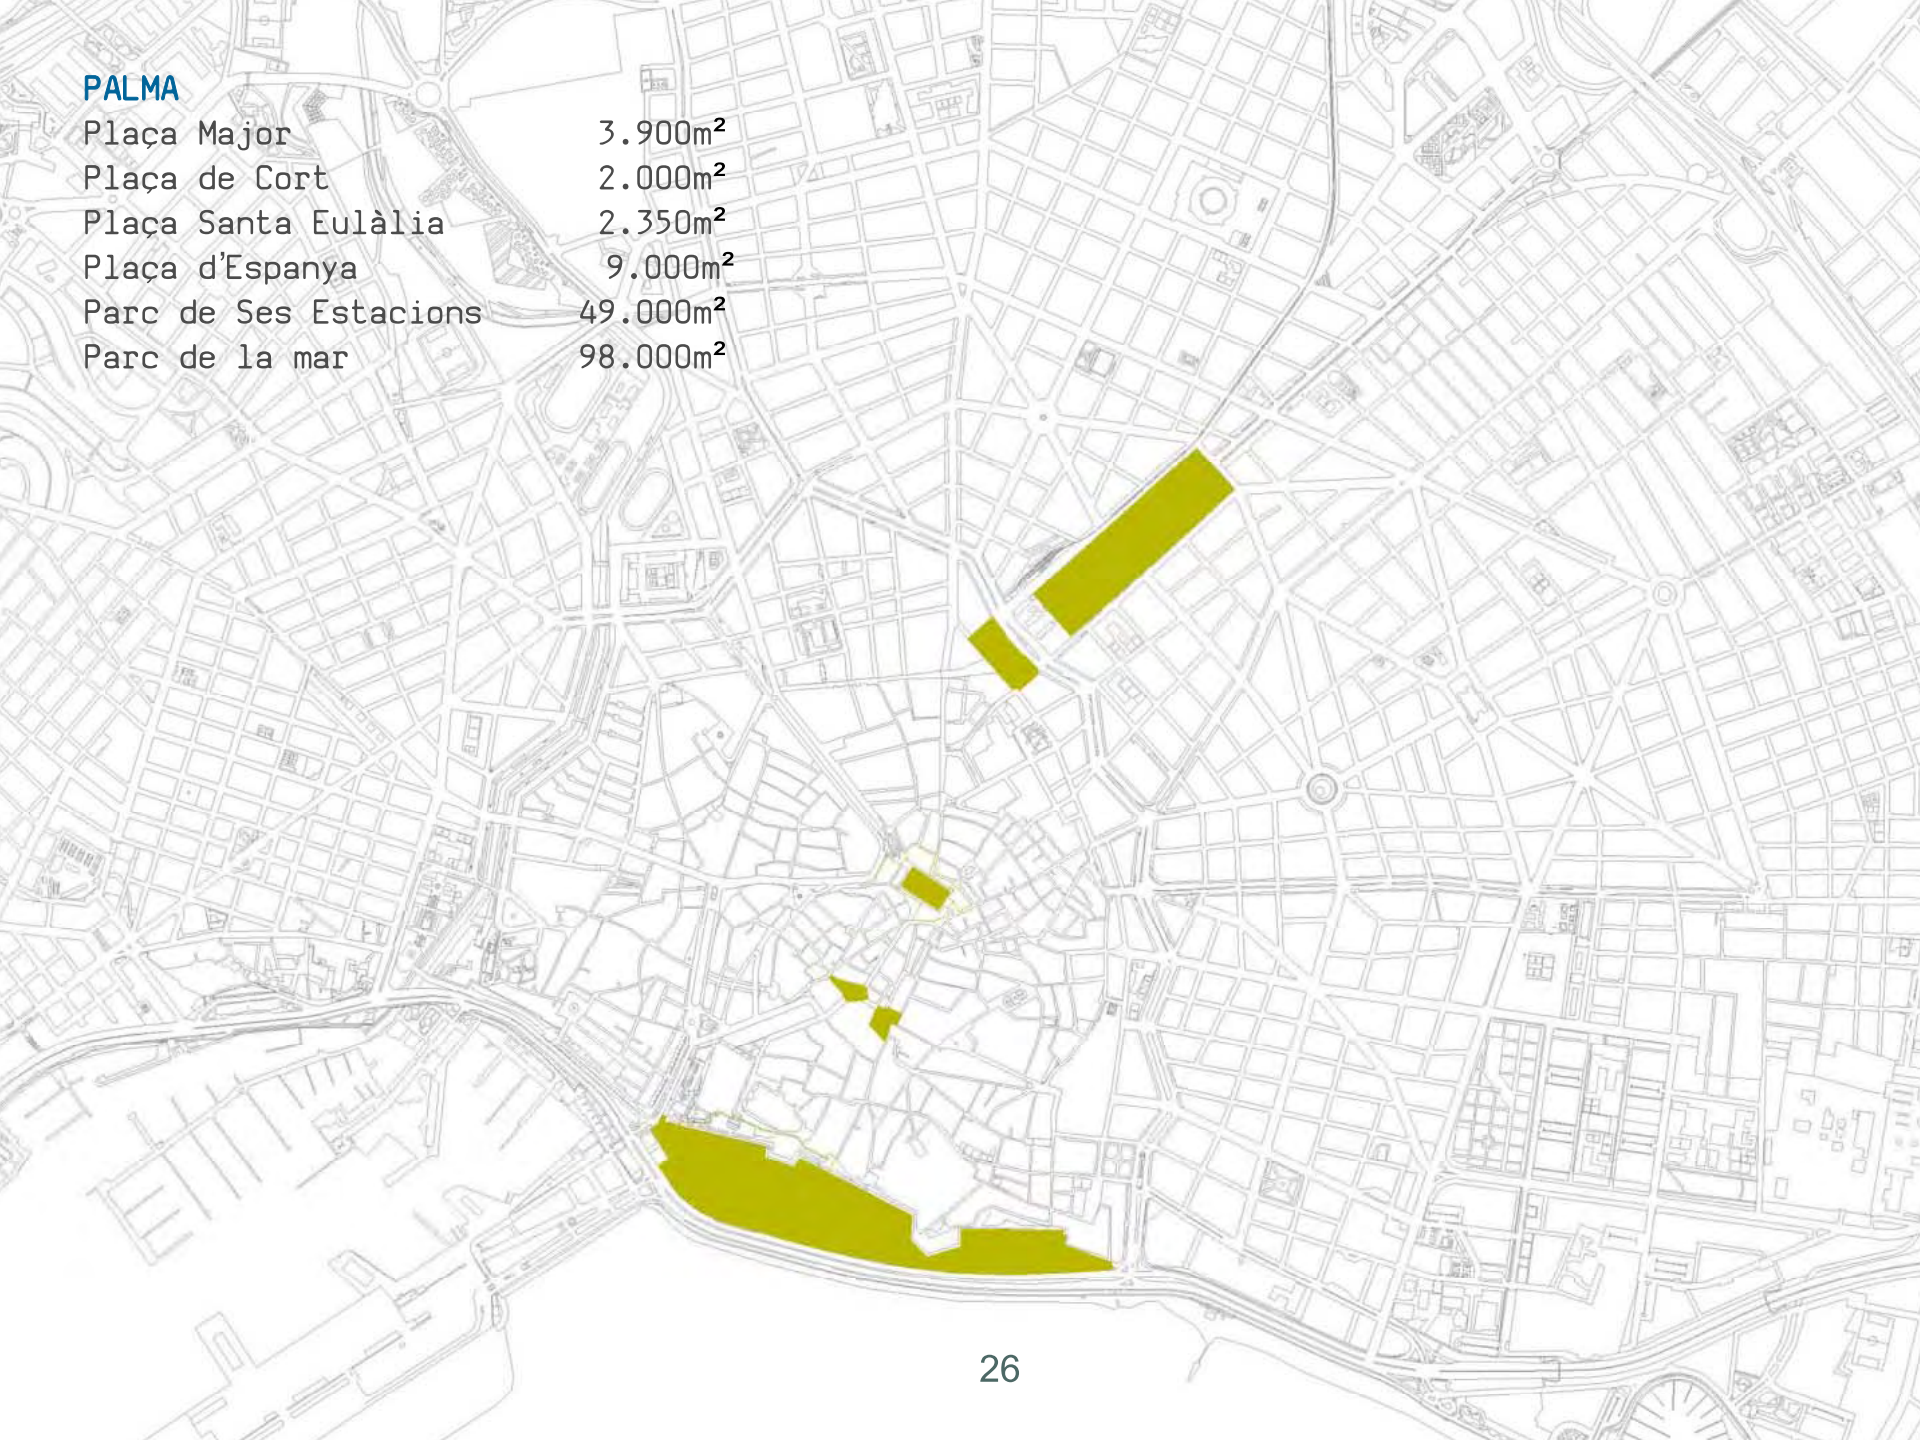 PALMA
Plaça Major 3.900m²
Plaça de Cort 2.000m²
Plaça Santa Eulàlia 2.350m²
Plaça d'Espanya 9.000m²
Parc de Ses Estacions 49.000m²
Parc de la mar 98.000m²
26